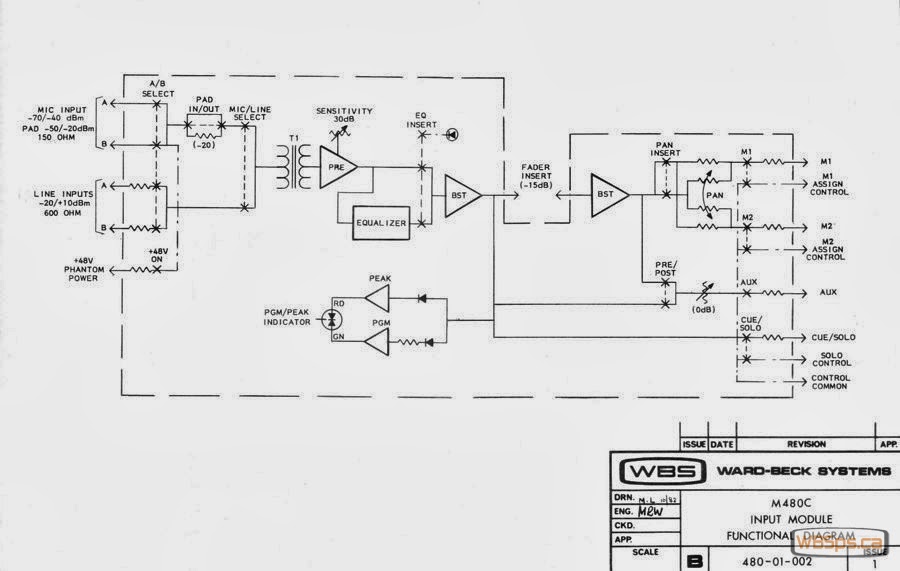 A/B
SELECT
PAD
IN/OUT
MIC/LINE
SELECT
SENSITIVITY
30dB
EQ
INSERT
MIC INPUT
-70/-40 dBm
PAD -50/-20dBm
150 OHM
A
B
(-20)
T1
PRE
LINE INPUTS
-20/+10dBm
600 OHM
A
B
EQUALIZER
BST
FADER
INSERT
(-15dB)
BST
PAN
INSERT
PAN
M1
M1
M1
ASSIGN
CONTROL
M2
M2
M2
ASSIGN
CONTROL
+48V
PHANTOM
POWER
+48V
ON
PRE/
POST
(0dB)
AUX
AUX
PGM/PEAK
INDICATOR
RD
GN
PEAK
PGM
CUE/
SOLO
CUE/SOLO
SOLO
CONTROL
CONTROL
COMMON
ISSUE DATE REVISION APP.
WBS WARD-BECK SYSTEMS
DRN. M.L 10/82
ENG. M&W
CKD.
APP.
SCALE
M480C
INPUT MODULE
FUNCTIONAL DIAGRAM
WBSps.ca
B 480-01-002
ISSUE
1